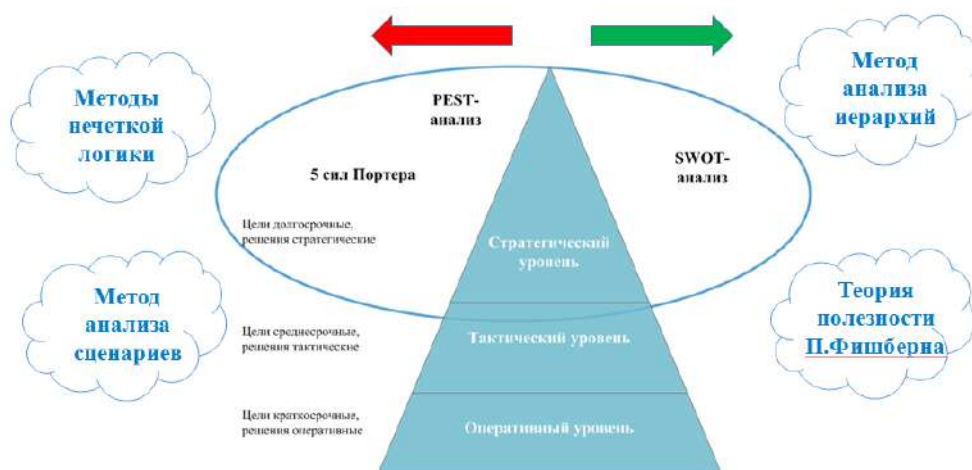 Методы
нечеткой
логики
PEST-
анализ
Метод
анализа
иерархий
5 сил Портера
SWOT-
анализ
Цели долгосрочные,
решения стратегические
Стратегический
уровень
Метод
анализа
сценариев
Теория
полезности
П.Фишберна
Цели среднесрочные,
решения тактические
Тактический уровень
Цели краткосрочные,
решения оперативные
Оперативный уровень